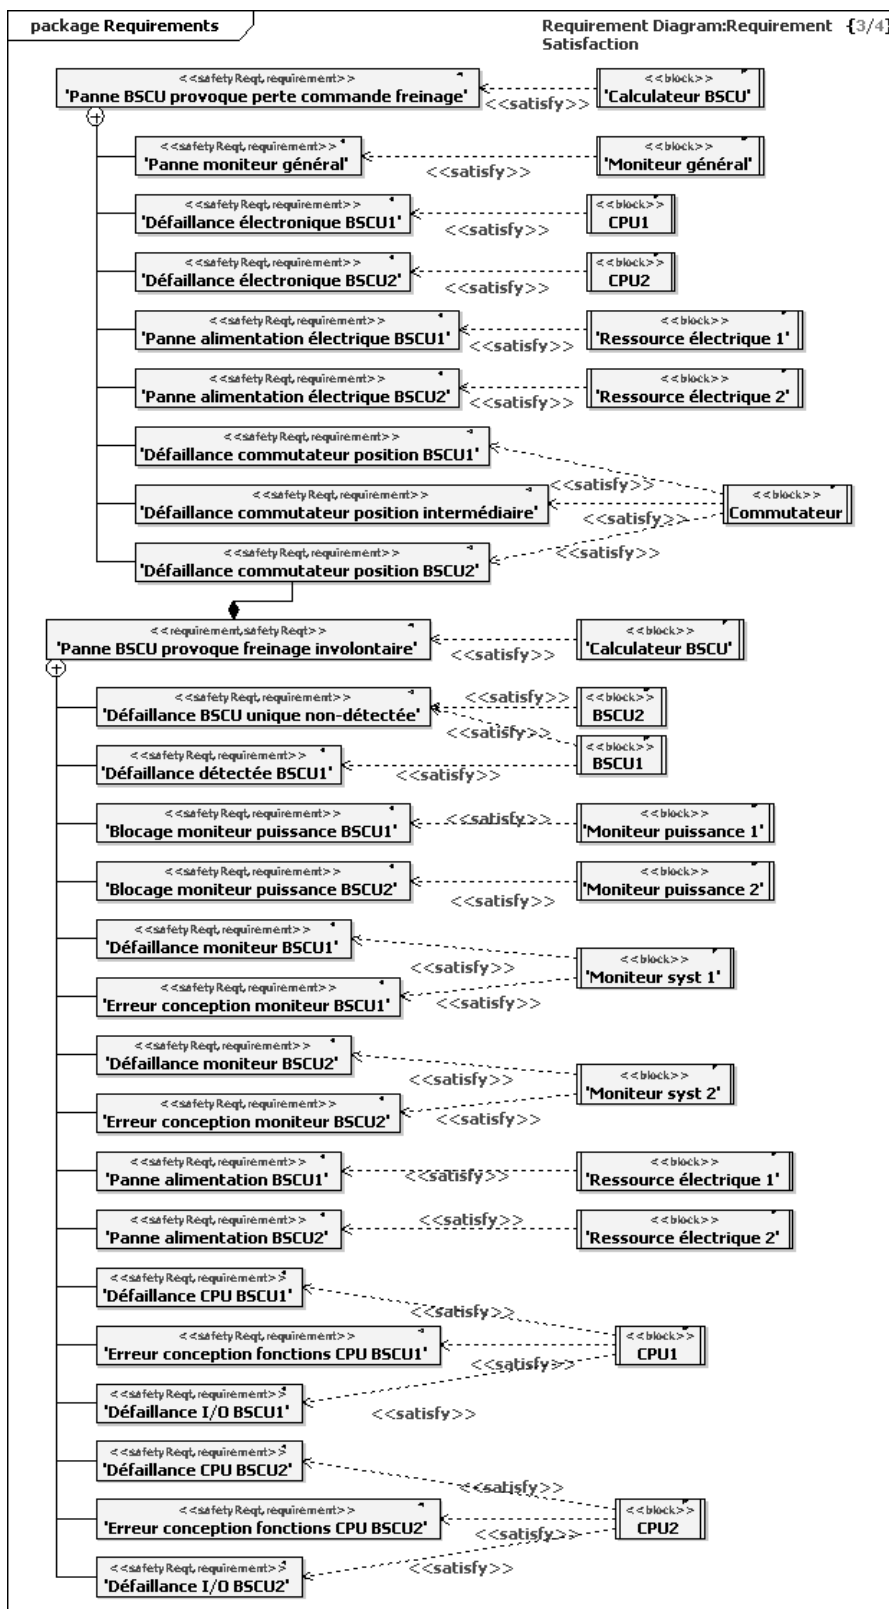 package Requirements
Requirement Diagram:Requirement {3/4}
Satisfaction
<<safetyReqt,requirement>>
'Panne BSCU provoque perte commande freinage'
<<satisfy>>
<<block>>
'Calculateur BSCU'
<<safetyReqt,requirement>>
'Panne moniteur général'
<<satisfy>>
<<block>>
'Moniteur général'
<<safetyReqt,requirement>>
'Défaillance électronique BSCU1'
<<satisfy>>
<<block>>
CPU1
<<safetyReqt,requirement>>
'Défaillance électronique BSCU2'
<<satisfy>>
<<block>>
CPU2
<<safetyReqt,requirement>>
'Panne alimentation électrique BSCU1'
<<satisfy>>
<<block>>
'Ressource électrique 1'
<<safetyReqt,requirement>>
'Panne alimentation électrique BSCU2'
<<satisfy>>
<<block>>
'Ressource électrique 2'
<<safetyReqt,requirement>>
'Défaillance commutateur position BSCU1'
<<satisfy>>
<<safetyReqt,requirement>>
'Défaillance commutateur position intermédiaire'
<<satisfy>>
<<block>>
Commutateur
<<safetyReqt,requirement>>
'Défaillance commutateur position BSCU2'
<<satisfy>>
<<requirement,safetyReqt>>
'Panne BSCU provoque freinage involontaire'
<<satisfy>>
<<block>>
'Calculateur BSCU'
<<safetyReqt,requirement>>
'Défaillance BSCU unique non-détectée'
<<satisfy>>
<<block>>
BSCU2
<<satisfy>>
<<block>>
BSCU1
<<safetyReqt,requirement>>
'Défaillance détectée BSCU1'
<<satisfy>>
<<safetyReqt,requirement>>
'Blocage moniteur puissance BSCU1'
<<satisfy>>
<<block>>
'Moniteur puissance 1'
<<safetyReqt,requirement>>
'Blocage moniteur puissance BSCU2'
<<satisfy>>
<<block>>
'Moniteur puissance 2'
<<safetyReqt,requirement>>
'Défaillance moniteur BSCU1'
<<satisfy>>
<<block>>
'Moniteur syst 1'
<<safetyReqt,requirement>>
'Erreur conception moniteur BSCU1'
<<satisfy>>
<<safetyReqt,requirement>>
'Défaillance moniteur BSCU2'
<<satisfy>>
<<block>>
'Moniteur syst 2'
<<safetyReqt,requirement>>
'Erreur conception moniteur BSCU2'
<<satisfy>>
<<safetyReqt,requirement>>
'Panne alimentation BSCU1'
<<satisfy>>
<<block>>
'Ressource électrique 1'
<<safetyReqt,requirement>>
'Panne alimentation BSCU2'
<<satisfy>>
<<block>>
'Ressource électrique 2'
<<safetyReqt,requirement>>
'Défaillance CPU BSCU1'
<<satisfy>>
<<safetyReqt,requirement>>
'Erreur conception fonctions CPU BSCU1'
<<satisfy>>
<<block>>
CPU1
<<safetyReqt,requirement>>
'Défaillance I/O BSCU1'
<<satisfy>>
<<safetyReqt,requirement>>
'Défaillance CPU BSCU2'
<<satisfy>>
<<safetyReqt,requirement>>
'Erreur conception fonctions CPU BSCU2'
<<satisfy>>
<<block>>
CPU2
<<safetyReqt,requirement>>
'Défaillance I/O BSCU2'
<<satisfy>>